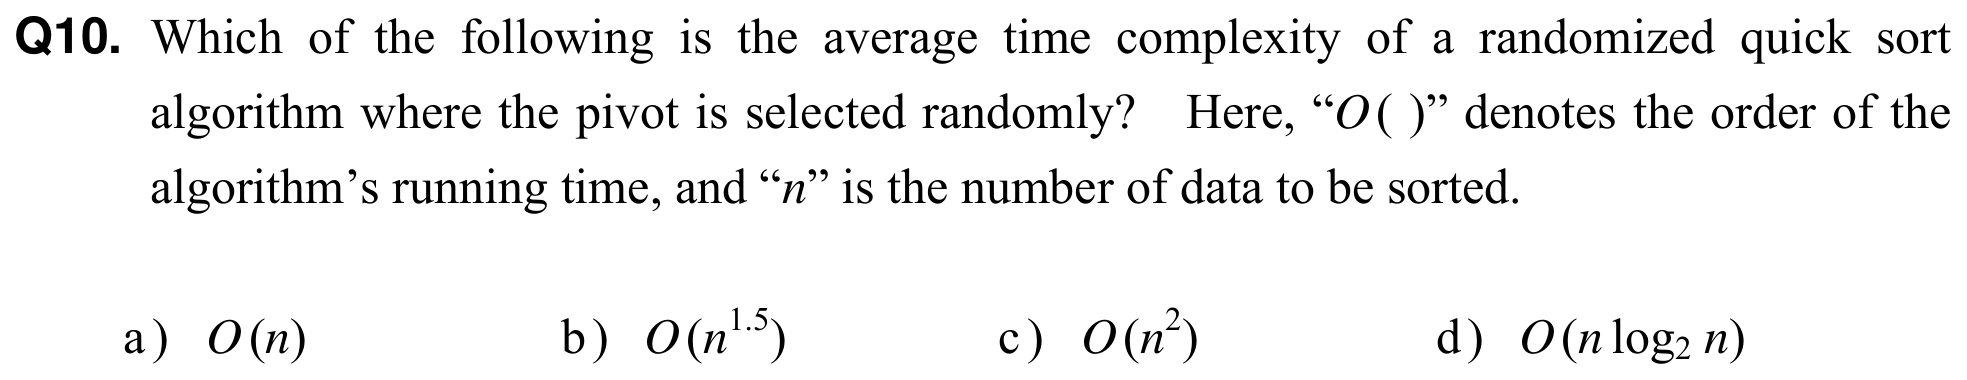 Q10. Which of the following is the average time complexity of a randomized quick sort
algorithm where the pivot is selected randomly? Here, “O( )” denotes the order of the
algorithm’s running time, and “n” is the number of data to be sorted.
a) O(n) b) O(n^1.5) c) O(n^2) d) O(n log₂ n)